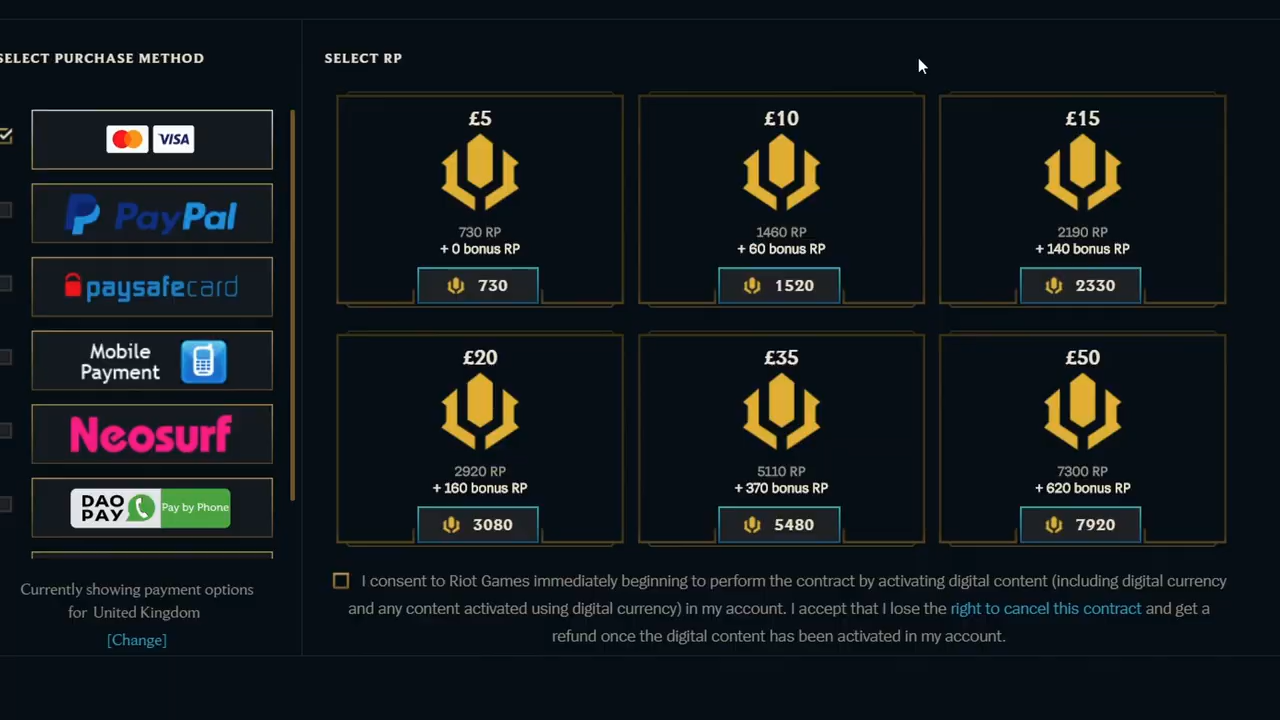 SELECT PURCHASE METHOD
VISA
PayPal
paysafecard
Mobile
Payment
Neosurf
DAO
PAY
Pay by Phone
Currently showing payment options
for United Kingdom
[Change]
SELECT RP
£5
730 RP
+ 0 bonus RP
730
£10
1460 RP
+ 60 bonus RP
1520
£15
2190 RP
+ 140 bonus RP
2330
£20
2920 RP
+ 160 bonus RP
3080
£35
5110 RP
+ 370 bonus RP
5480
£50
7300 RP
+ 620 bonus RP
7920
I consent to Riot Games immediately beginning to perform the contract by activating digital content (including digital currency
and any content activated using digital currency) in my account. I accept that I lose the right to cancel this contract and get a
refund once the digital content has been activated in my account.